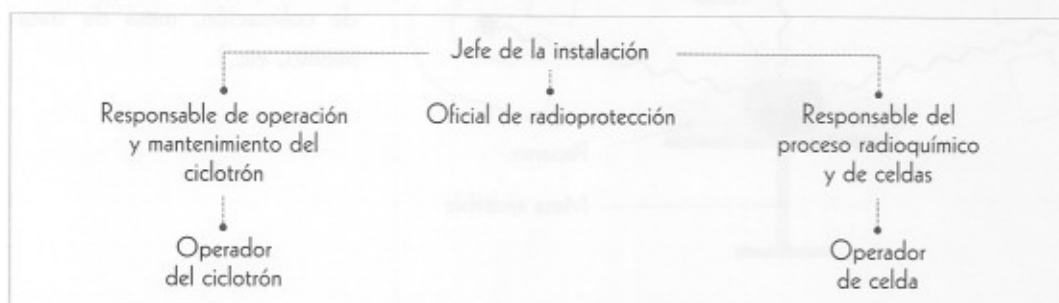 Jefe de la instalación
Responsable de operación
y mantenimiento del
ciclotrón
Oficial de radioprotección
Responsable del
proceso radioquímico
y de celdas
Operador
del ciclotrón
Operador
de celda